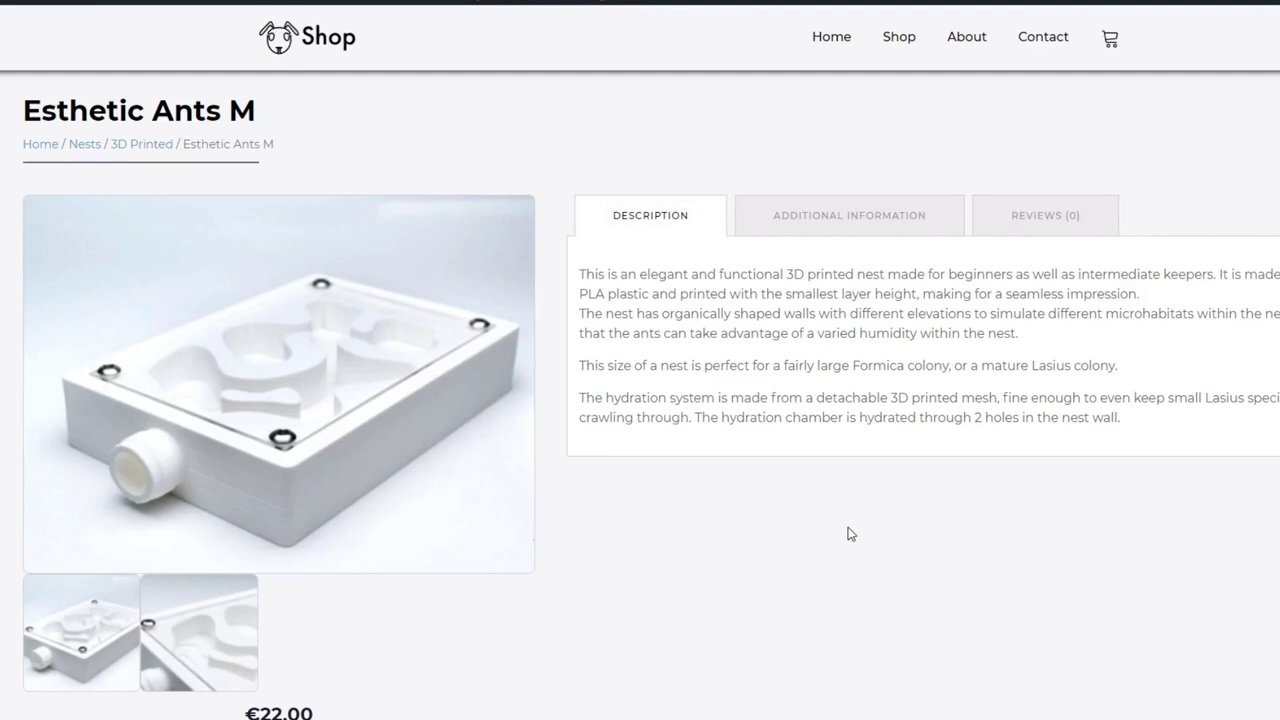 Shop
Home
Shop
About
Contact
Esthetic Ants M
Home / Nests / 3D Printed / Esthetic Ants M
DESCRIPTION
ADDITIONAL INFORMATION
REVIEWS (0)
This is an elegant and functional 3D printed nest made for beginners as well as intermediate keepers. It is made
PLA plastic and printed with the smallest layer height, making for a seamless impression.
The nest has organically shaped walls with different elevations to simulate different microhabitats within the ne
that the ants can take advantage of a varied humidity within the nest.
This size of a nest is perfect for a fairly large Formica colony, or a mature Lasius colony.
The hydration system is made from a detachable 3D printed mesh, fine enough to even keep small Lasius speci
crawling through. The hydration chamber is hydrated through 2 holes in the nest wall.
€22.00